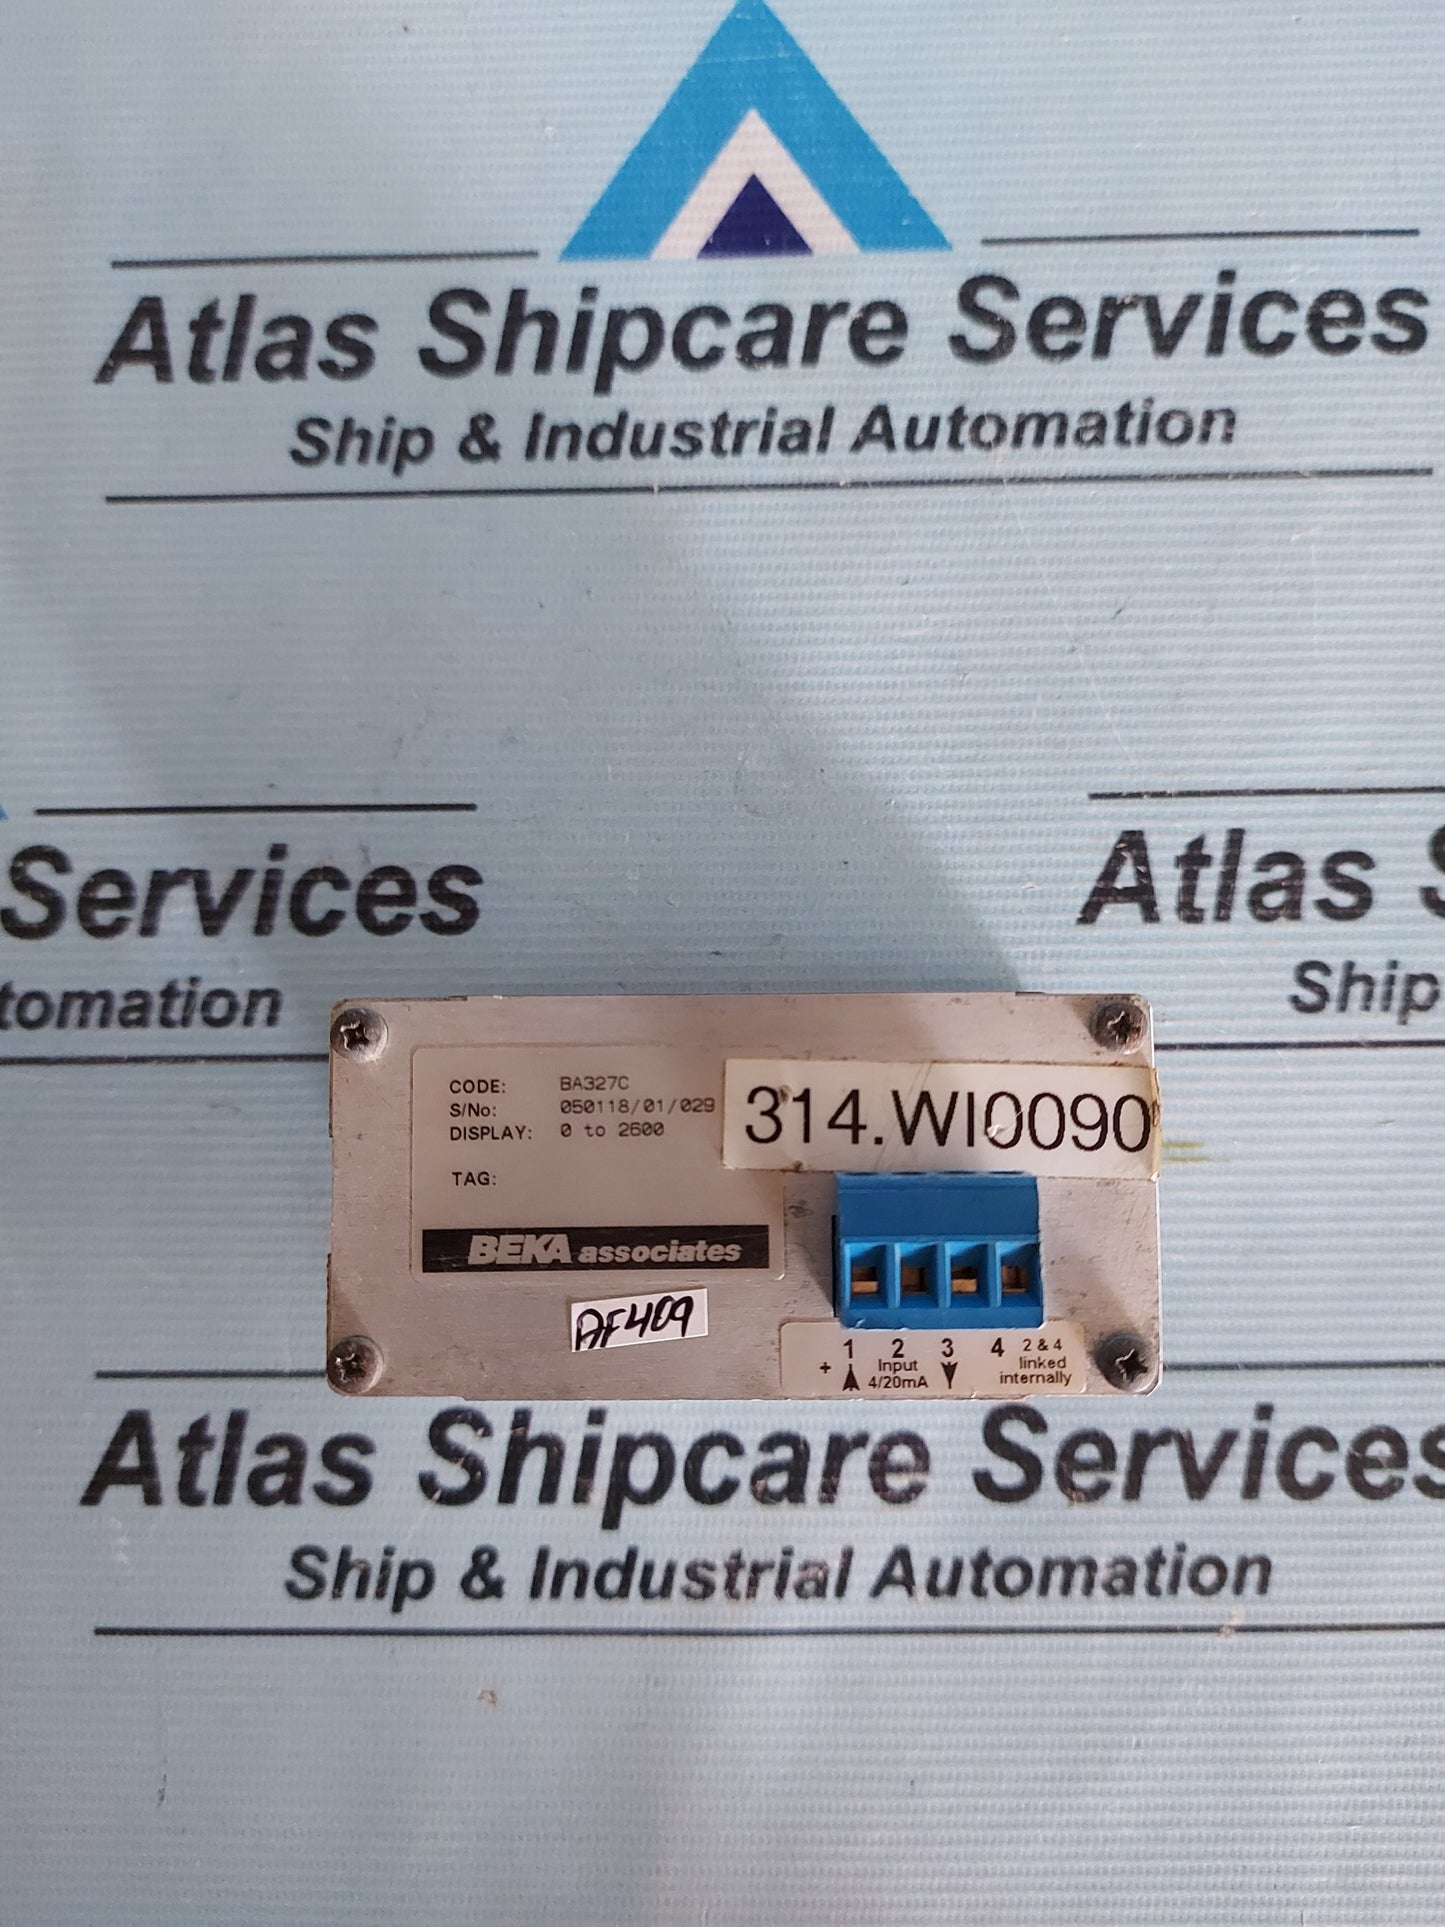 Atlas Shipcare Services
Ship & Industrial Automation
Services
tomation
Atlas S
Ship
CODE: BA327C
S/No: 050118/01/029
DISPLAY: 0 to 2600
TAG:
BEKA associates
314.WI0090
AF409
1 2 3 4 2 & 4
+ Input linked
4/20mA internally
Atlas Shipcare Services
Ship & Industrial Automation